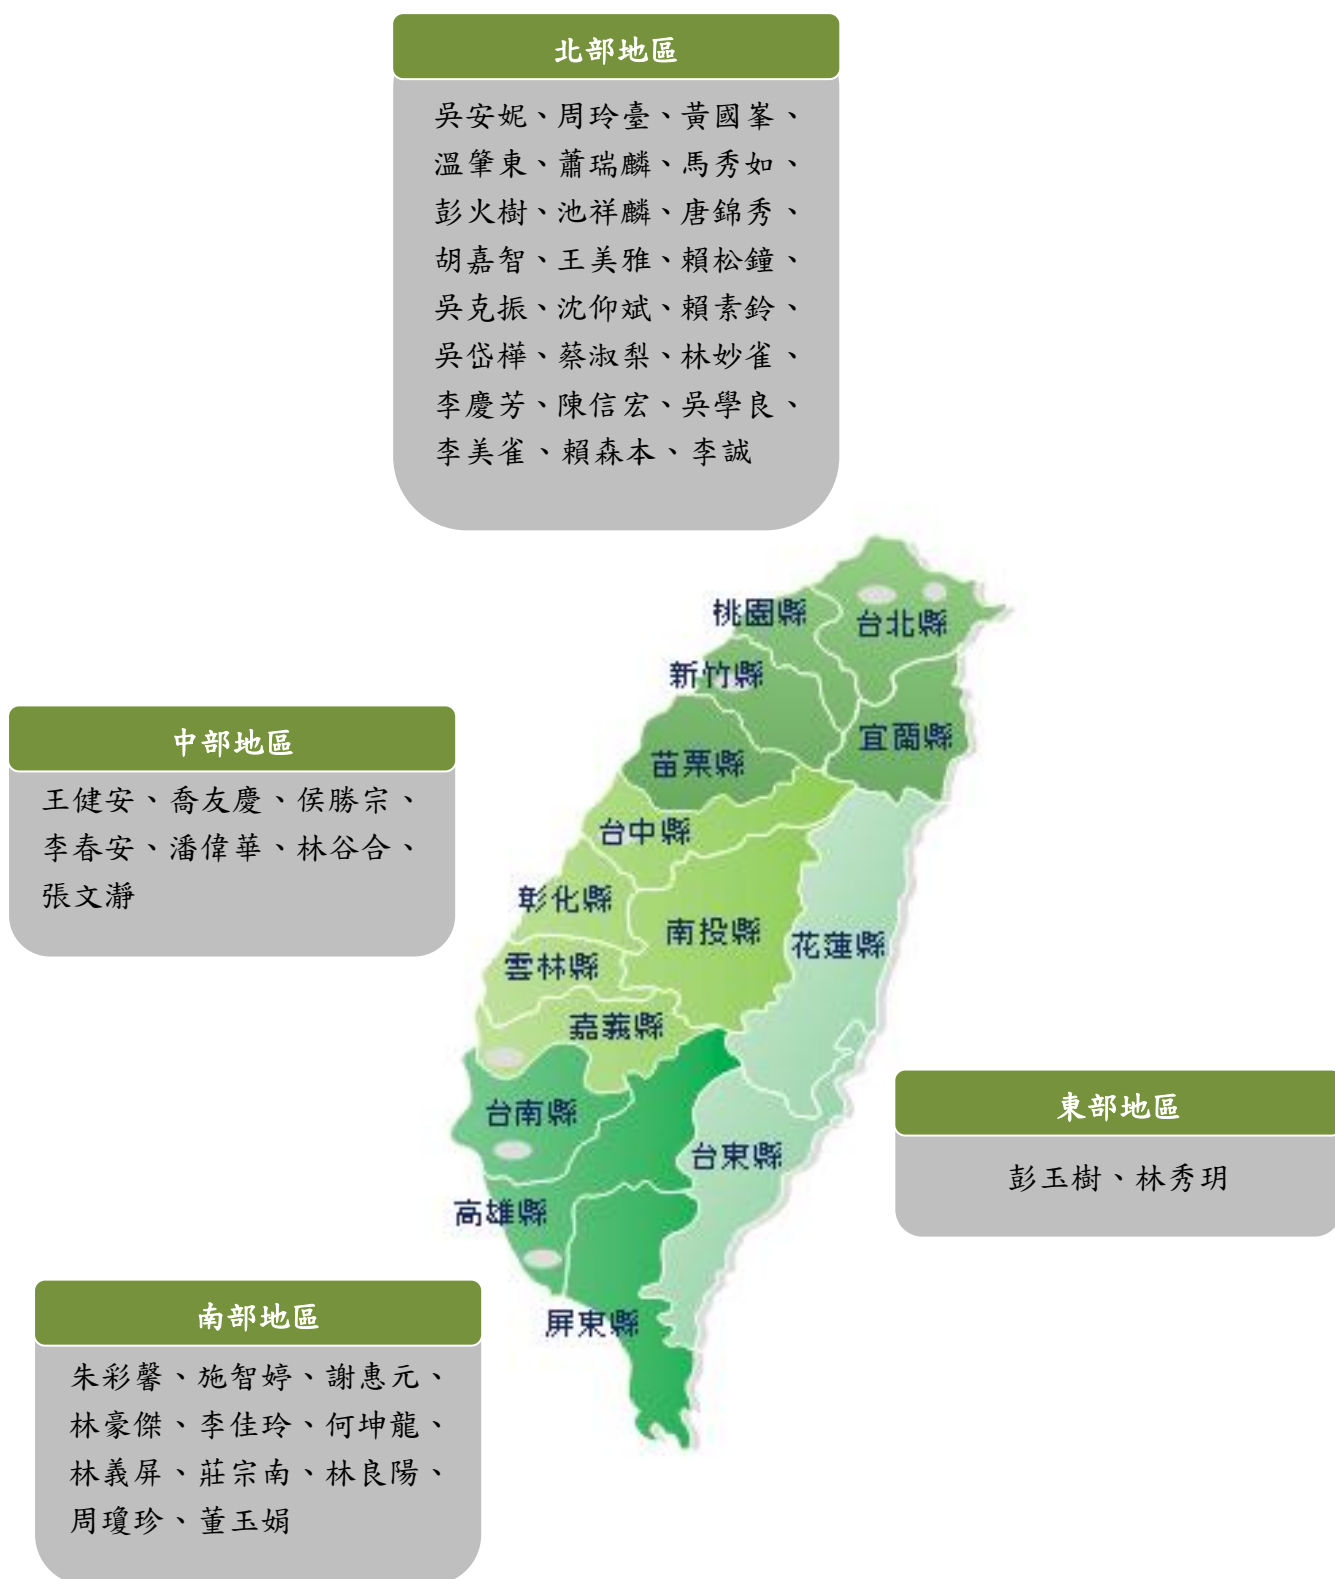 北部地區
吳安妮、周玲臺、黃國峯、
溫肇東、蕭瑞麟、馬秀如、
彭火樹、池祥麟、唐錦秀、
胡嘉智、王美雅、賴松鐘、
吳克振、沈仰斌、賴素鈴、
吳岱樺、蔡淑梨、林妙雀、
李慶芳、陳信宏、吳學良、
李美雀、賴森本、李誠
桃園縣
台北縣
新竹縣
宜蘭縣
苗栗縣
中部地區
王健安、喬友慶、侯勝宗、
李春安、潘偉華、林谷合、
張文瀞
台中縣
彰化縣
南投縣
花蓮縣
雲林縣
嘉義縣
台南縣
東部地區
彭玉樹、林秀玥
台東縣
高雄縣
屏東縣
南部地區
朱彩馨、施智婷、謝惠元、
林豪傑、李佳玲、何坤龍、
林義屏、莊宗南、林良陽、
周瓊珍、董玉娟